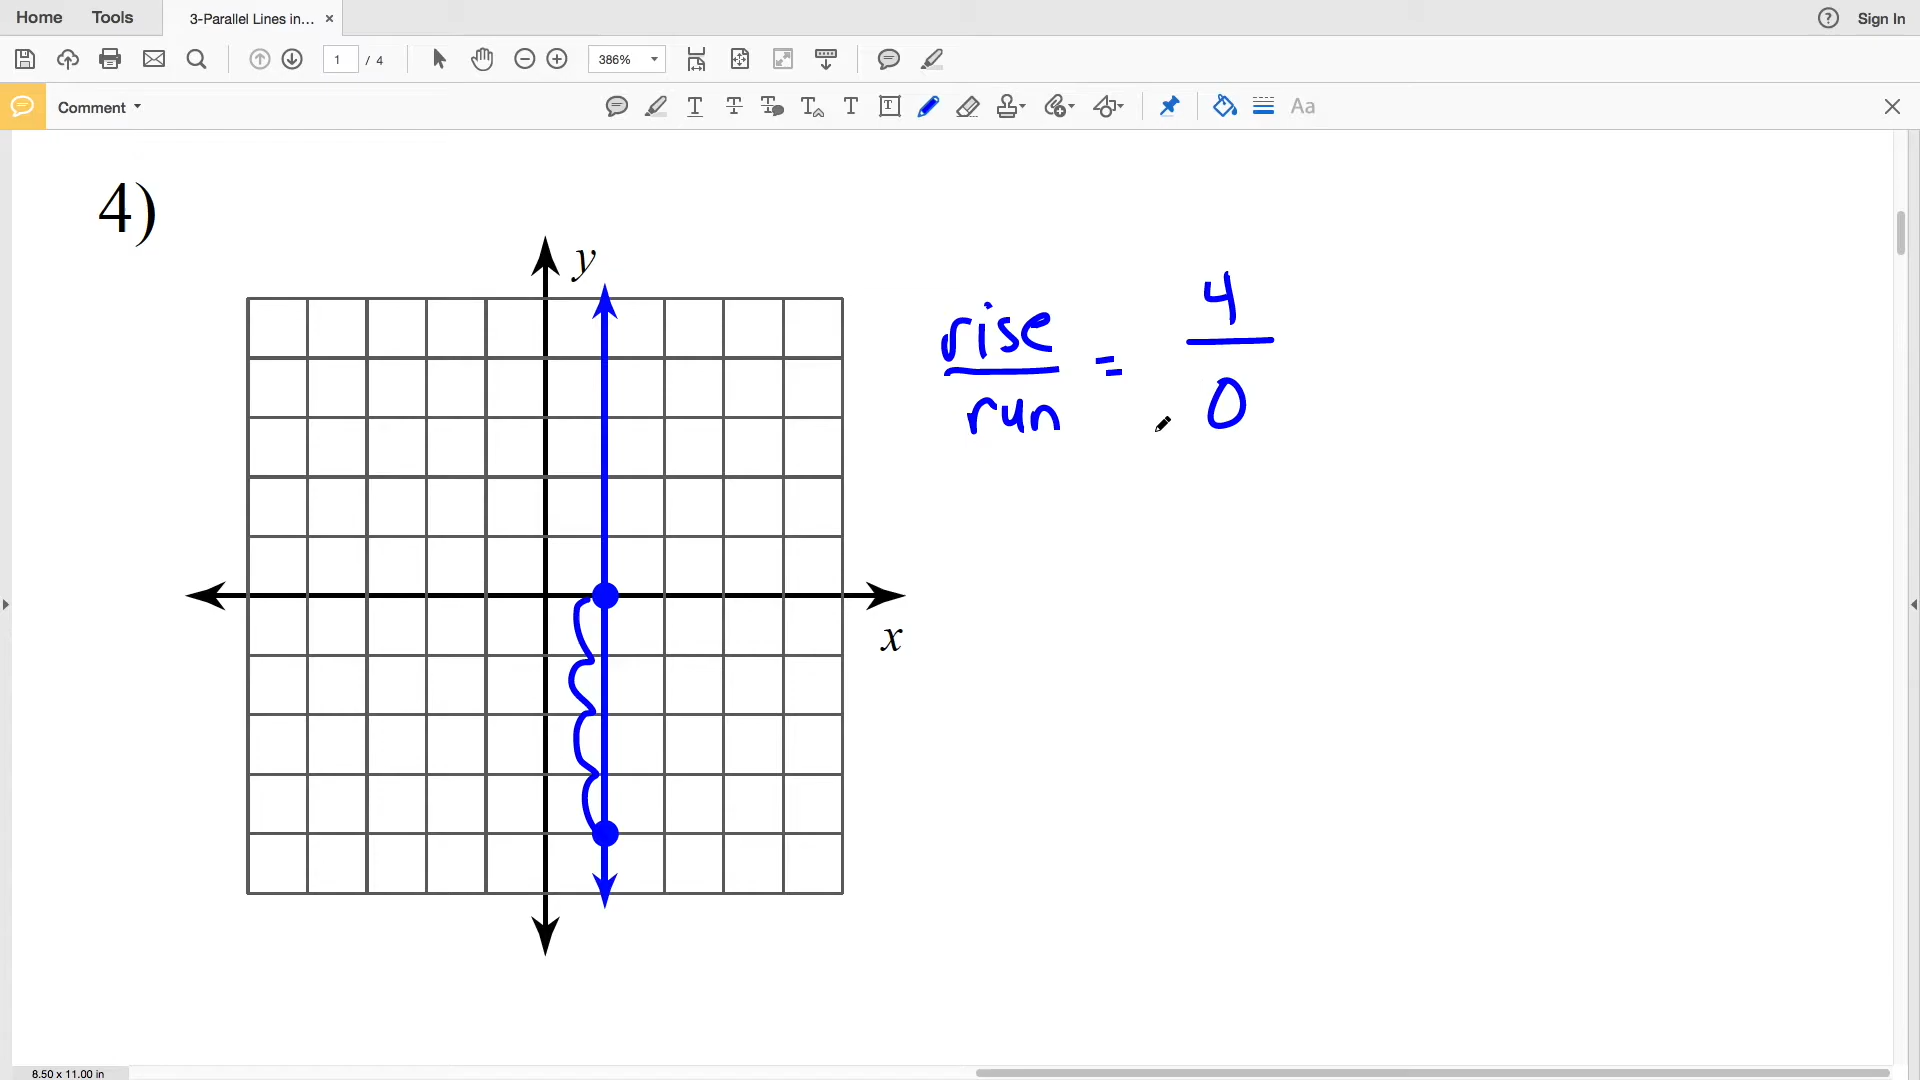 Home Tools 3-Parallel Lines in... × ? Sign In
1 / 4 386%
Comment T T T T T T Aa
4)
y
rise = 4
run 0
x
8.50 x 11.00 in